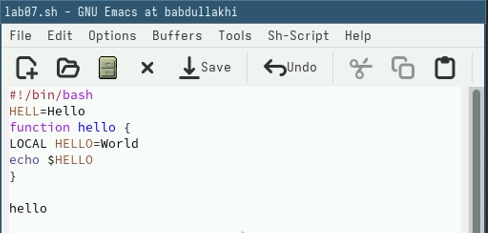 lab07.sh - GNU Emacs at babdullakhi
File Edit Options Buffers Tools Sh-Script Help
Save Undo
#!/bin/bash
HELL=Hello
function hello {
LOCAL HELLO=World
echo $HELLO
}
hello